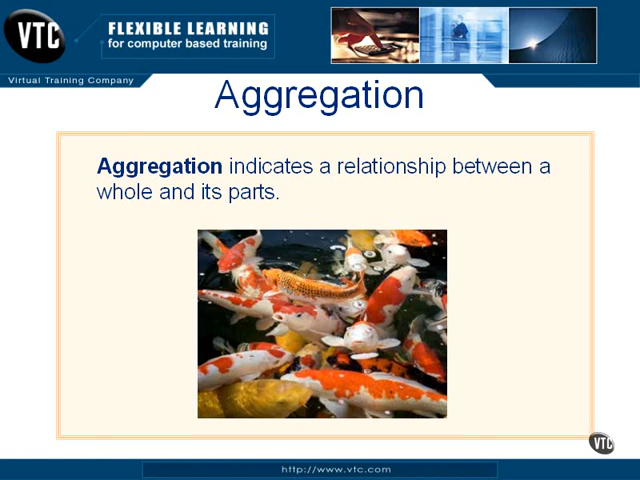 VTC
FLEXIBLE LEARNING
for computer based training
Virtual Training Company
Aggregation
Aggregation indicates a relationship between a
whole and its parts.
VTC
http://www.vtc.com